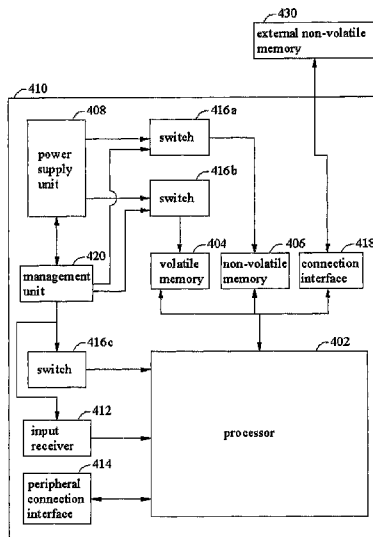 430
external non-volatile
memory
410
408
power
supply
unit
416a
switch
416b
switch
420
management
unit
404
volatile
memory
406
non-volatile
memory
418
connection
interface
416c
switch
402
processor
412
input
receiver
414
peripheral
connection
interface